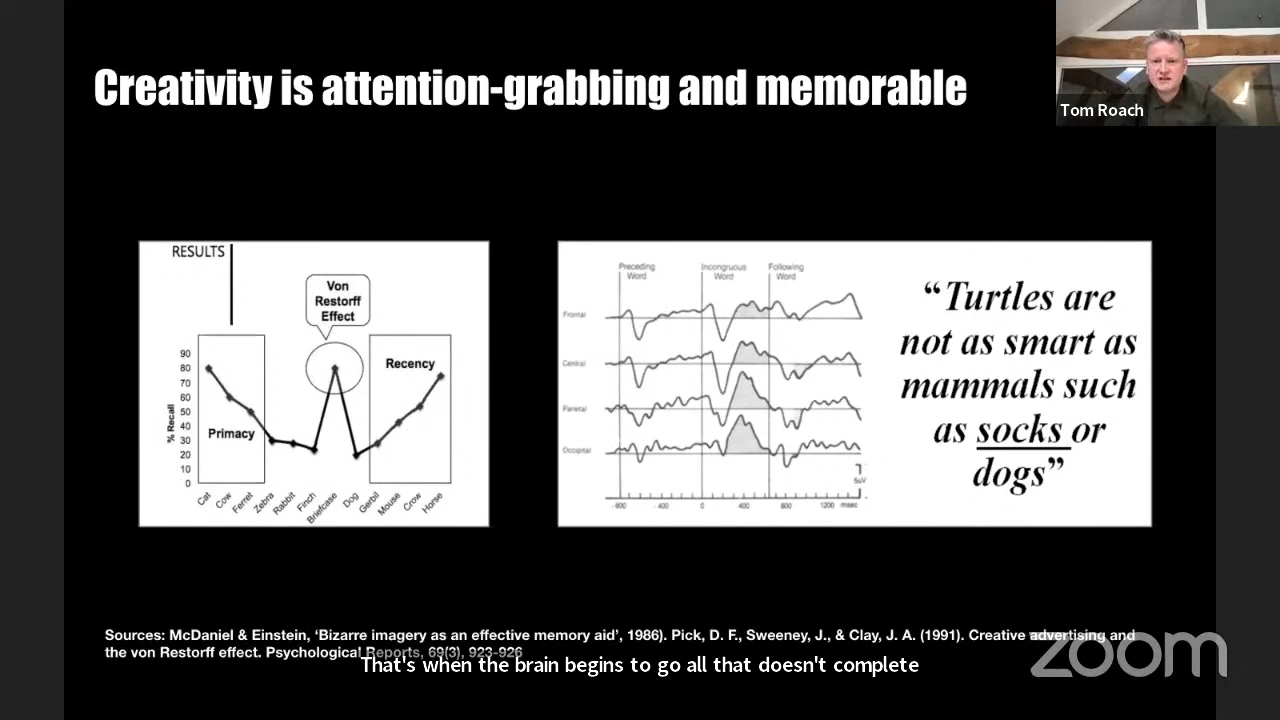 Creativity is attention-grabbing and memorable
Tom Roach
RESULTS
Von
Restorff
Effect
90
80
70
60
50
40
30
20
10
0
% Recall
Primacy
Recency
Cat
Cow
Ferret
Zebra
Rabbit
Finch
Briefcase
Dog
Gerbil
Mouse
Crow
Horse
Preceding
Word
Incongruous
Word
Following
Word
Frontal
Central
Parietal
Occipital
5uV
-800 -400 0 400 800 1200 msec
“Turtles are
not as smart as
mammals such
as socks or
dogs”
Sources: McDaniel & Einstein, ‘Bizarre imagery as an effective memory aid’, 1986). Pick, D. F., Sweeney, J., & Clay, J. A. (1991). Creative advertising and
the von Restorff effect. Psychological Reports, 69(3), 923-926
That's when the brain begins to go all that doesn't complete
zoom